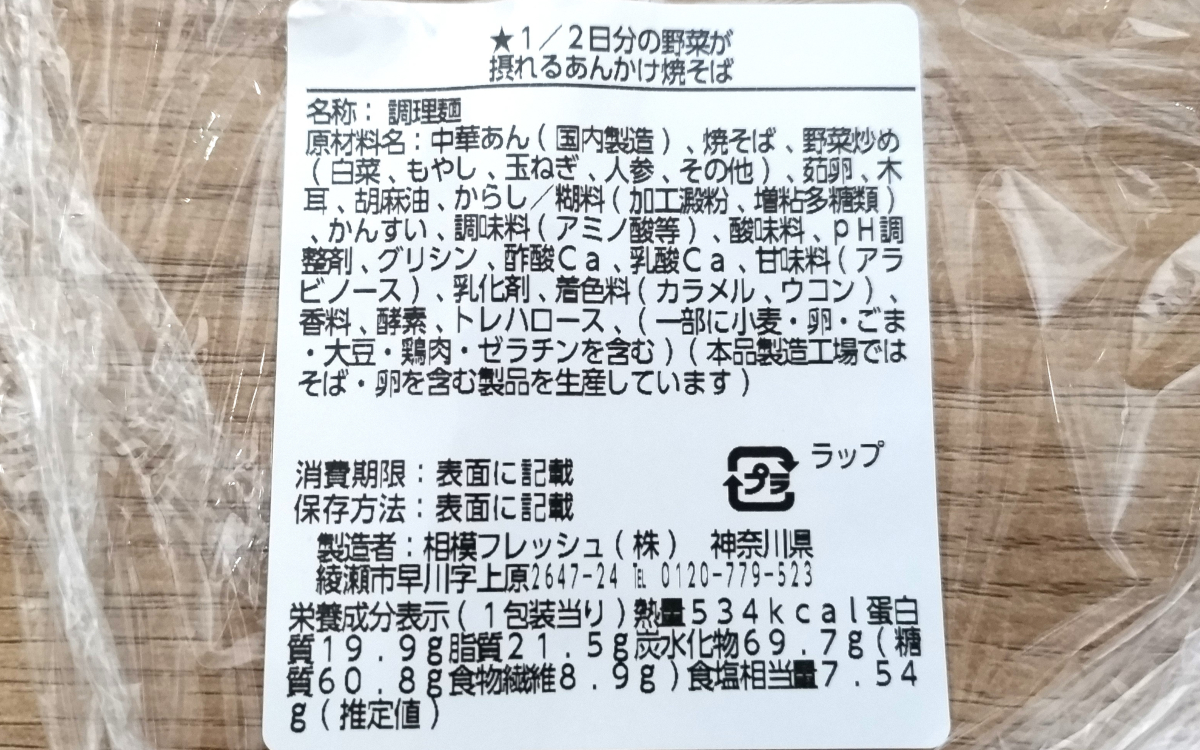 ★1/2日分の野菜が
摂れるあんかけ焼そば
名称：調理麺
原材料名：中華あん（国内製造）、焼そば、野菜炒め
（白菜、もやし、玉ねぎ、人参、その他）、茹卵、木
耳、胡麻油、からし／糊料（加工澱粉、増粘多糖類）
、かんすい、調味料（アミノ酸等）、酸味料、pH調
整剤、グリシン、酢酸Ca、乳酸Ca、甘味料（アラ
ビノース）、乳化剤、着色料（カラメル、ウコン）、
香料、酵素、トレハロース、（一部に小麦・卵・ごま
・大豆・鶏肉・ゼラチンを含む）（本品製造工場では
そば・卵を含む製品を生産しています）
プラ
ラップ
消費期限：表面に記載
保存方法：表面に記載
製造者：相模フレッシュ（株） 神奈川県
綾瀬市早川字上原2647-24 ℡ 0120-779-523
栄養成分表示（1包装当り）熱量534kcal蛋白
質19.9g脂質21.5g炭水化物69.7g（糖
質60.8g食物繊維8.9g）食塩相当量7.54
g（推定値）